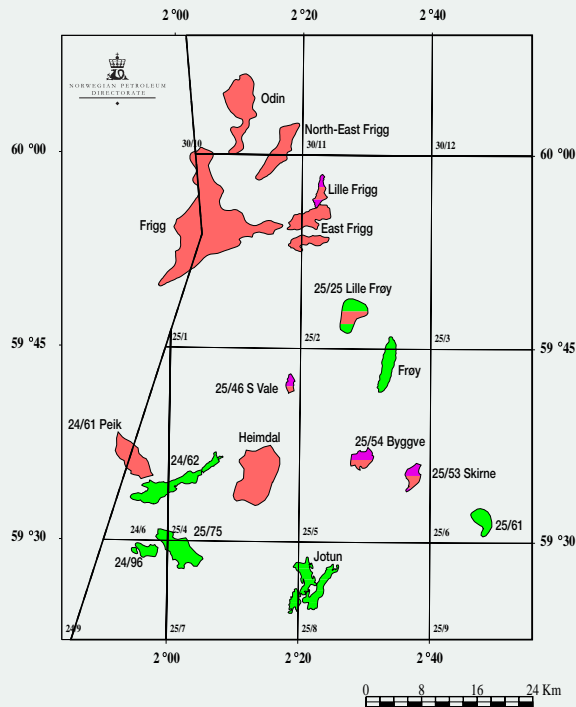 2 °00
2 °20
2 °40
NORWEGIAN PETROLEUM
DIRECTORATE
Odin
North-East Frigg
30/10
30/11
30/12
60 °00
60 °00
Lille Frigg
Frigg
East Frigg
25/25 Lille Frøy
25/1
25/2
25/3
59 °45
59 °45
Frøy
25/46 S Vale
24/61 Peik
Heimdal
25/54 Byggve
24/62
25/53 Skirne
25/61
24/6
25/4
25/75
25/5
25/6
59 °30
59 °30
24/96
Jotun
24/9
25/7
25/8
25/9
2 °00
2 °20
2 °40
0
8
16
24 Km